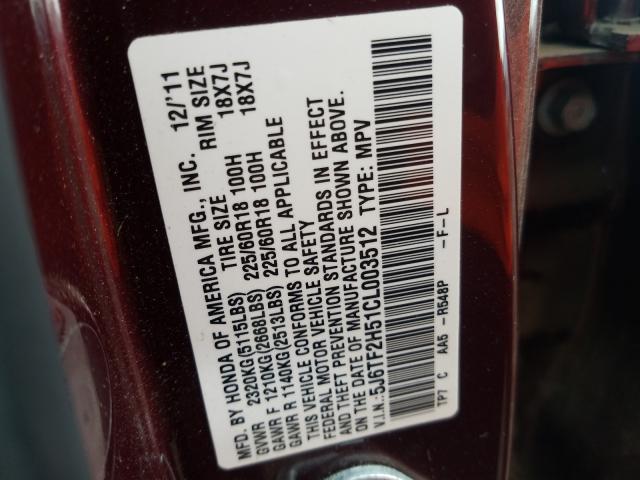 MFD. BY HONDA OF AMERICA MFG., INC. 12/'11
TIRE SIZE RIM SIZE
GVWR 2320KG(5115LBS) 225/60R18 100H 18X7J
GAWR F 1210KG(2668LBS) 225/60R18 100H 18X7J
GAWR R 1140KG(2513LBS)
THIS VEHICLE CONFORMS TO ALL APPLICABLE
FEDERAL MOTOR VEHICLE SAFETY
AND THEFT PREVENTION STANDARDS IN EFFECT
ON THE DATE OF MANUFACTURE SHOWN ABOVE.
V.I.N.:5J6TF2H51CL003512 TYPE: MPV
TP7 C AA5 -R548P -F-L